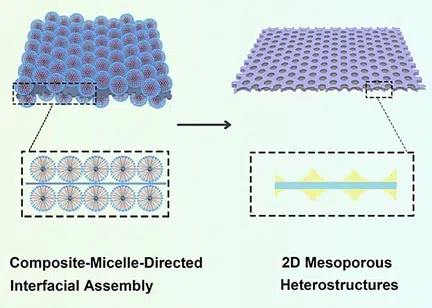 Composite-Micelle-Directed
Interfacial Assembly
2D Mesoporous
Heterostructures